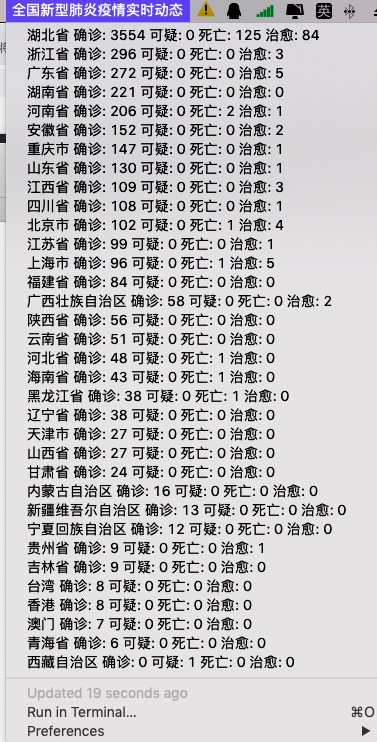 全国新型肺炎疫情实时动态
英
湖北省 确诊: 3554 可疑: 0 死亡: 125 治愈: 84
浙江省 确诊: 296 可疑: 0 死亡: 0 治愈: 3
广东省 确诊: 272 可疑: 0 死亡: 0 治愈: 5
湖南省 确诊: 221 可疑: 0 死亡: 0 治愈: 0
河南省 确诊: 206 可疑: 0 死亡: 2 治愈: 1
安徽省 确诊: 152 可疑: 0 死亡: 0 治愈: 2
重庆市 确诊: 147 可疑: 0 死亡: 0 治愈: 1
山东省 确诊: 130 可疑: 0 死亡: 0 治愈: 1
江西省 确诊: 109 可疑: 0 死亡: 0 治愈: 3
四川省 确诊: 108 可疑: 0 死亡: 0 治愈: 1
北京市 确诊: 102 可疑: 0 死亡: 1 治愈: 4
江苏省 确诊: 99 可疑: 0 死亡: 0 治愈: 1
上海市 确诊: 96 可疑: 0 死亡: 1 治愈: 5
福建省 确诊: 84 可疑: 0 死亡: 0 治愈: 0
广西壮族自治区 确诊: 58 可疑: 0 死亡: 0 治愈: 2
陕西省 确诊: 56 可疑: 0 死亡: 0 治愈: 0
云南省 确诊: 51 可疑: 0 死亡: 0 治愈: 0
河北省 确诊: 48 可疑: 0 死亡: 1 治愈: 0
海南省 确诊: 43 可疑: 0 死亡: 1 治愈: 0
黑龙江省 确诊: 38 可疑: 0 死亡: 1 治愈: 0
辽宁省 确诊: 38 可疑: 0 死亡: 0 治愈: 0
天津市 确诊: 27 可疑: 0 死亡: 0 治愈: 0
山西省 确诊: 27 可疑: 0 死亡: 0 治愈: 0
甘肃省 确诊: 24 可疑: 0 死亡: 0 治愈: 0
内蒙古自治区 确诊: 16 可疑: 0 死亡: 0 治愈: 0
新疆维吾尔自治区 确诊: 13 可疑: 0 死亡: 0 治愈: 0
宁夏回族自治区 确诊: 12 可疑: 0 死亡: 0 治愈: 0
贵州省 确诊: 9 可疑: 0 死亡: 0 治愈: 1
吉林省 确诊: 9 可疑: 0 死亡: 0 治愈: 0
台湾 确诊: 8 可疑: 0 死亡: 0 治愈: 0
香港 确诊: 8 可疑: 0 死亡: 0 治愈: 0
澳门 确诊: 7 可疑: 0 死亡: 0 治愈: 0
青海省 确诊: 6 可疑: 0 死亡: 0 治愈: 0
西藏自治区 确诊: 0 可疑: 1 死亡: 0 治愈: 0
Updated 19 seconds ago
Run in Terminal... ⌘O
Preferences